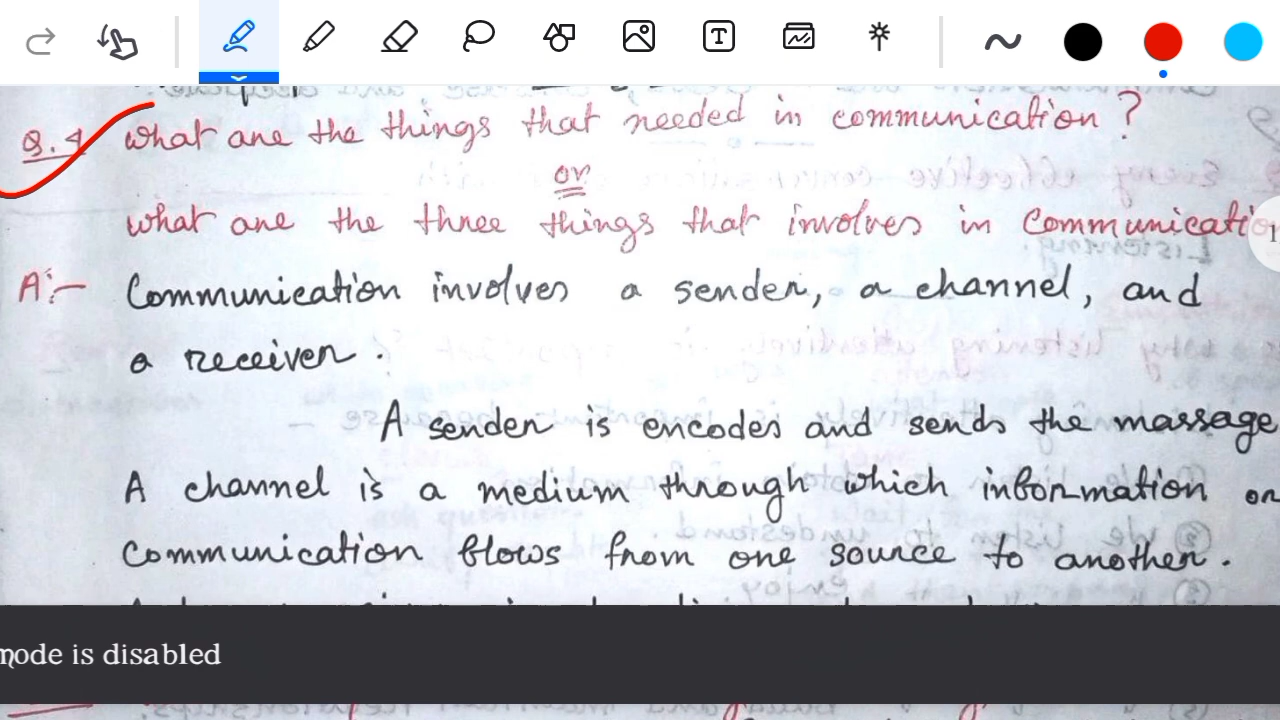 Q.4 what are the things that needed in communication?
or
what are the three things that involves in Communicatio
1
A:- Communication involves a sender, a channel, and
a receiver.
A sender is encodes and sends the massage
A channel is a medium through which information or
Communication flows from one source to another.
mode is disabled